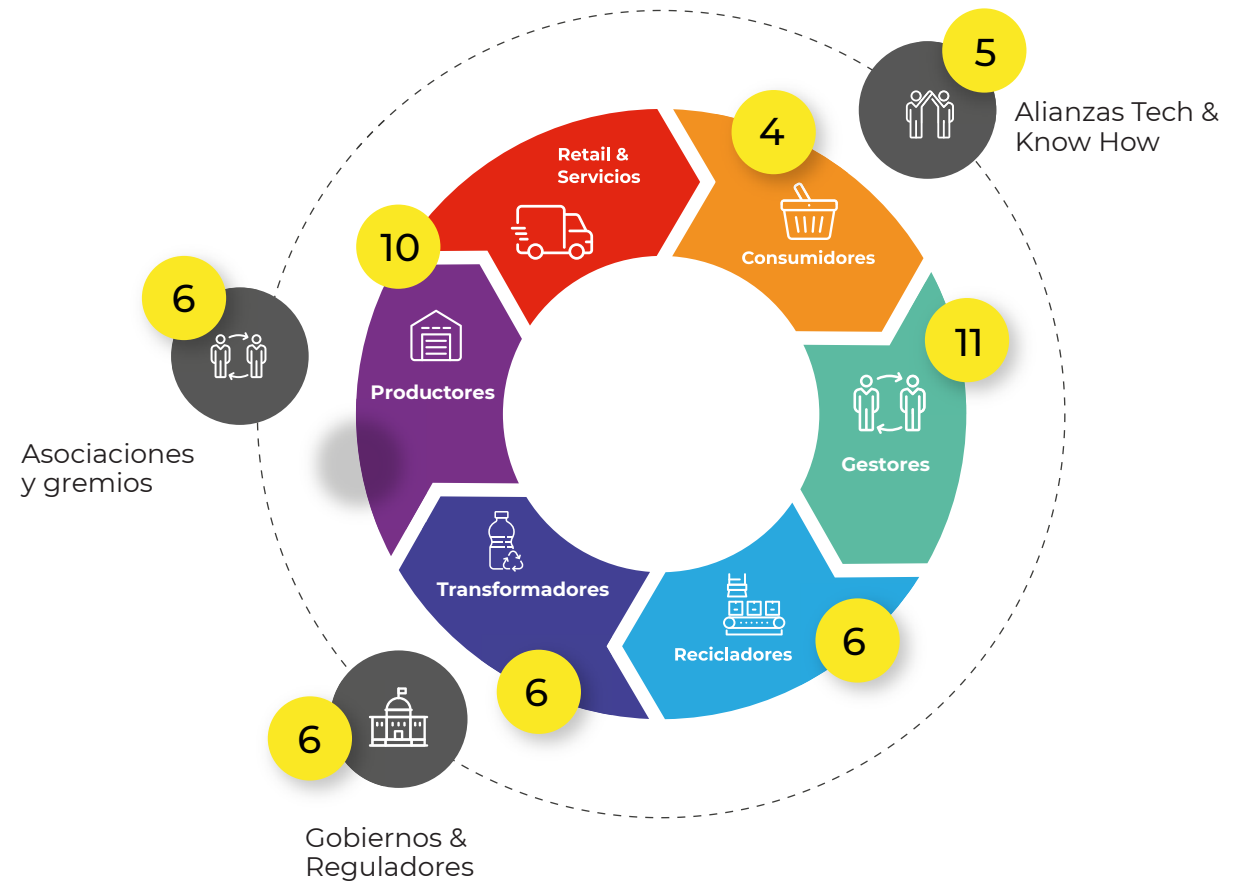 5
Alianzas Tech &
Know How
4
Retail &
Servicios
10
Consumidores
6
11
Productores
Asociaciones
y gremios
Gestores
Transformadores
Recicladores
6
6
6
Gobiernos &
Reguladores